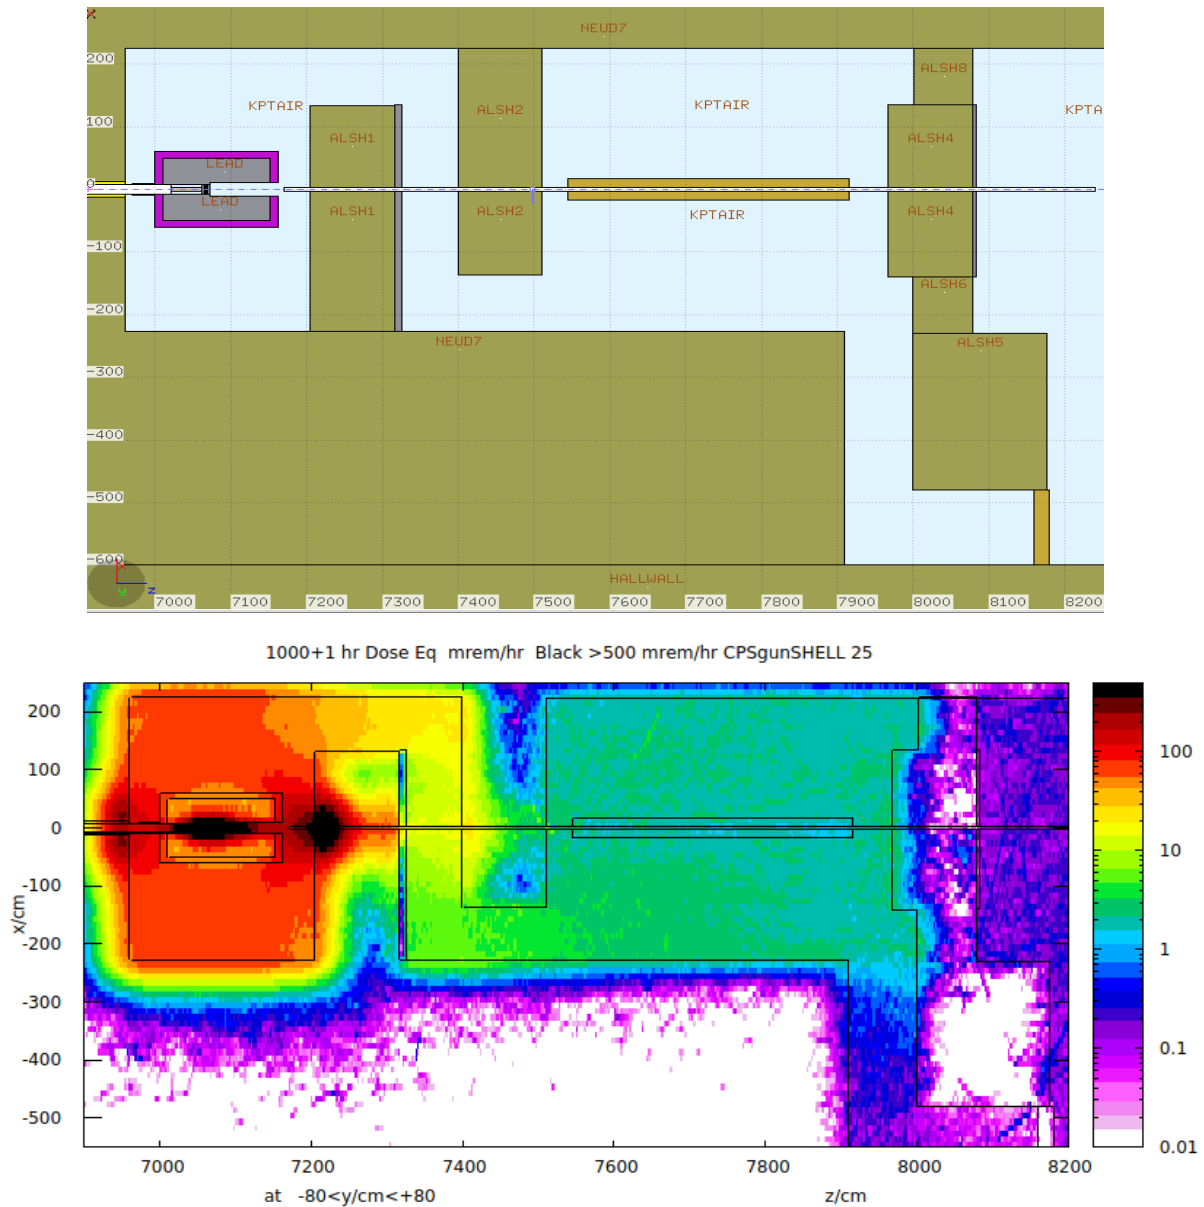 NEUD7
200
ALSH8
KPTAIR
ALSH2
KPTAIR
KPTA
100
ALSH1
ALSH4
LEAD
0
LEAD
ALSH1
ALSH2
KPTAIR
ALSH4
-100
ALSH6
-200
NEUD7
ALSH5
-300
-400
-500
-600
x
HALLWALL
y
z
7000 7100 7200 7300 7400 7500 7600 7700 7800 7900 8000 8100 8200
1000+1 hr Dose Eq mrem/hr Black >500 mrem/hr CPSgunSHELL 25
200
100
0
-100
-200
-300
-400
-500
x/cm
100
10
1
0.1
0.01
7000 7200 7400 7600 7800 8000 8200
at -80<y/cm<+80
z/cm